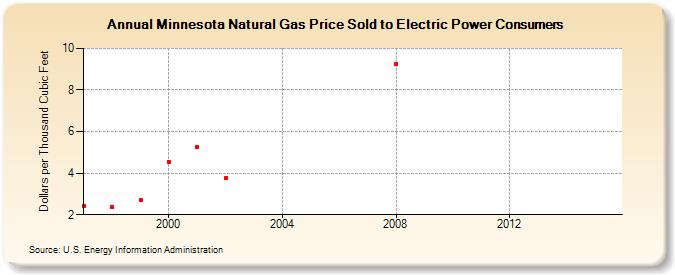 Annual Minnesota Natural Gas Price Sold to Electric Power Consumers
Dollars per Thousand Cubic Feet
10
8
6
4
2
2000 2004 2008 2012
Source: U.S. Energy Information Administration